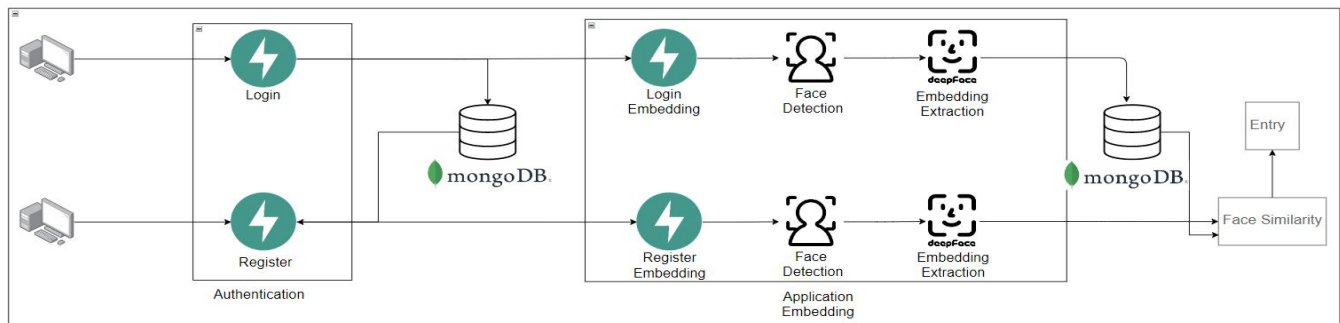 Login
Login
Embedding
Face
Detection
deepFace
Embedding
Extraction
Entry
mongoDB.
mongoDB.
Face Similarity
Register
Register
Embedding
Face
Detection
deepFace
Embedding
Extraction
Authentication
Application
Embedding